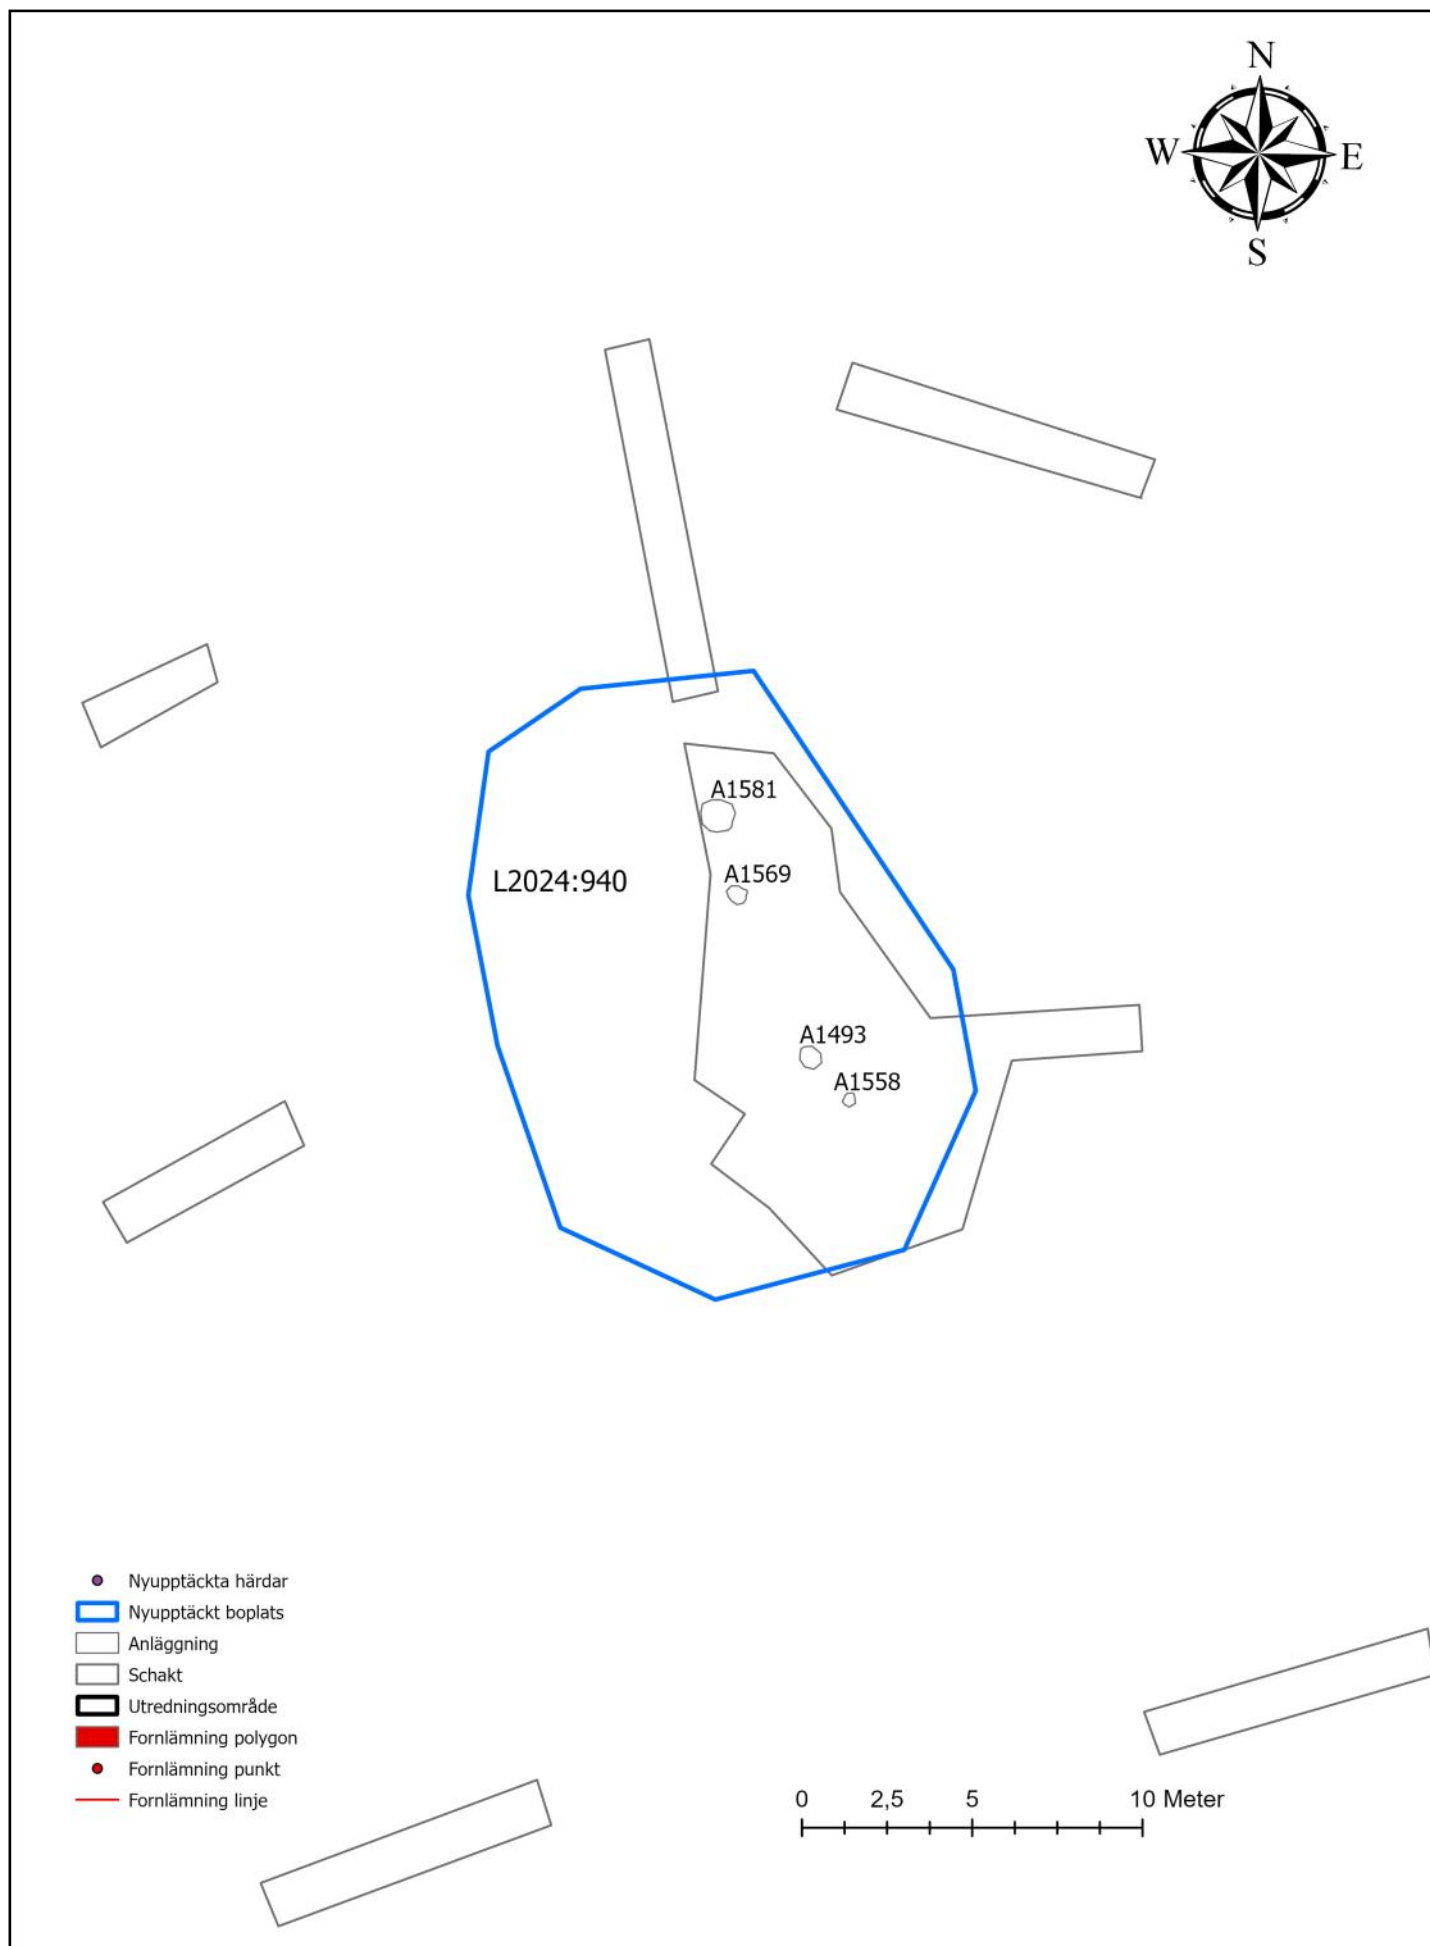 N
W E
S
A1581
A1569
L2024:940
A1493
A1558
Nyupptäckta härdar
Nyupptäckt boplats
Anläggning
Schakt
Utredningsområde
Fornlämning polygon
Fornlämning punkt
Fornlämning linje
0 2,5 5 10 Meter